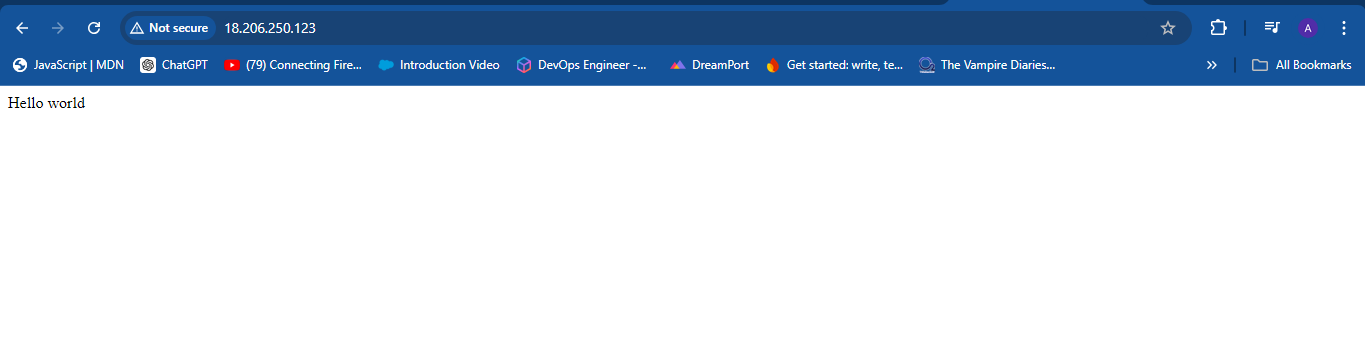 Not secure 18.206.250.123 A
JavaScript | MDN ChatGPT (79) Connecting Fire... Introduction Video DevOps Engineer -... DreamPort Get started: write, te... The Vampire Diaries... » All Bookmarks
Hello world